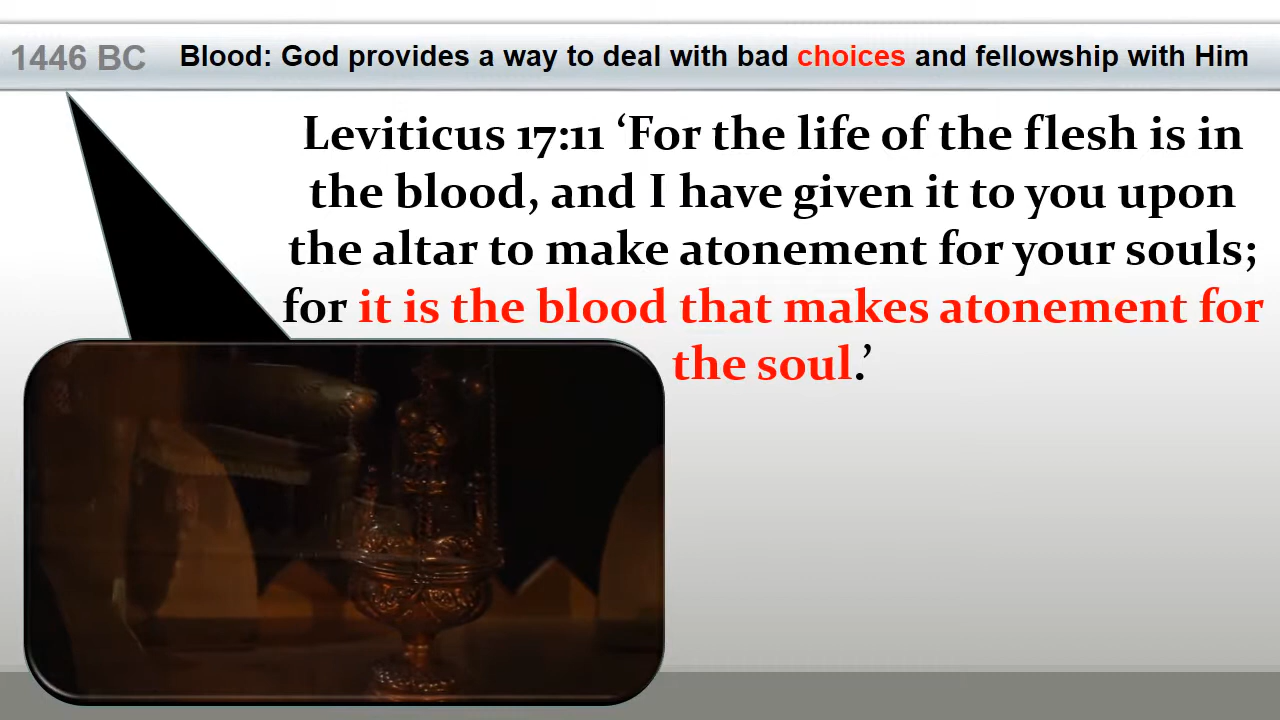 1446 BC Blood: God provides a way to deal with bad choices and fellowship with Him
Leviticus 17:11 ‘For the life of the flesh is in
the blood, and I have given it to you upon
the altar to make atonement for your souls;
for it is the blood that makes atonement for
the soul.’